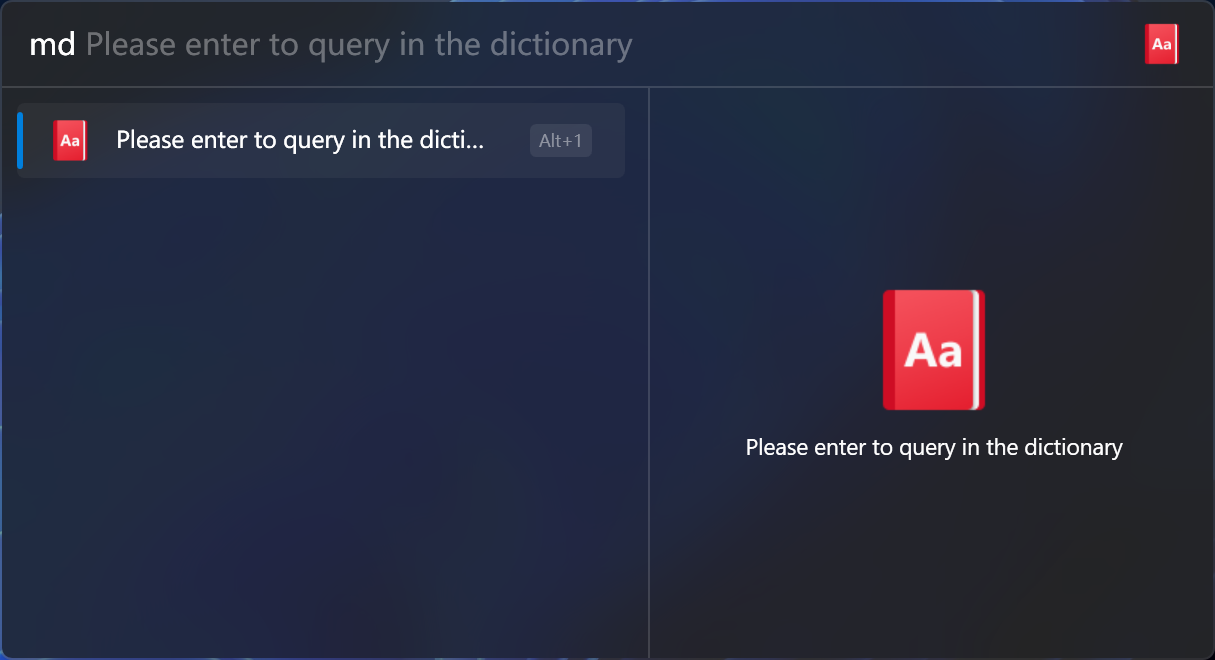 md Please enter to query in the dictionary
Aa
Aa Please enter to query in the dicti... Alt+1
Aa
Please enter to query in the dictionary